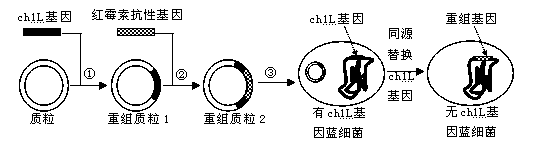 ch1L基因
红霉素抗性基因
①
②
③
质粒
重组质粒1
重组质粒2
ch1L基因
有ch1L基
因蓝细菌
同源
替换
ch1L
基因
重组基因
无ch1L基
因蓝细菌